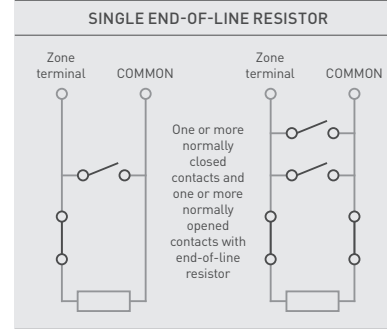 SINGLE END-OF-LINE RESISTOR
Zone
terminal
COMMON
One or more
normally
closed
contacts and
one or more
normally
opened
contacts with
end-of-line
resistor
Zone
terminal
COMMON